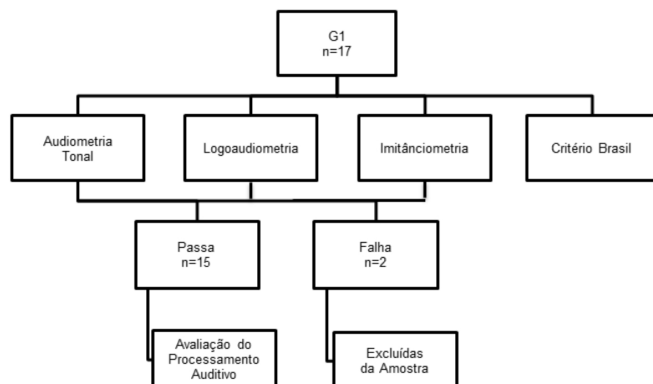 G1
n=17
Audiometria
Tonal
Logoaudiometria
Imitânciometria
Critério Brasil
Passa
n=15
Falha
n=2
Avaliação do
Processamento
Auditivo
Excluídas
da Amostra